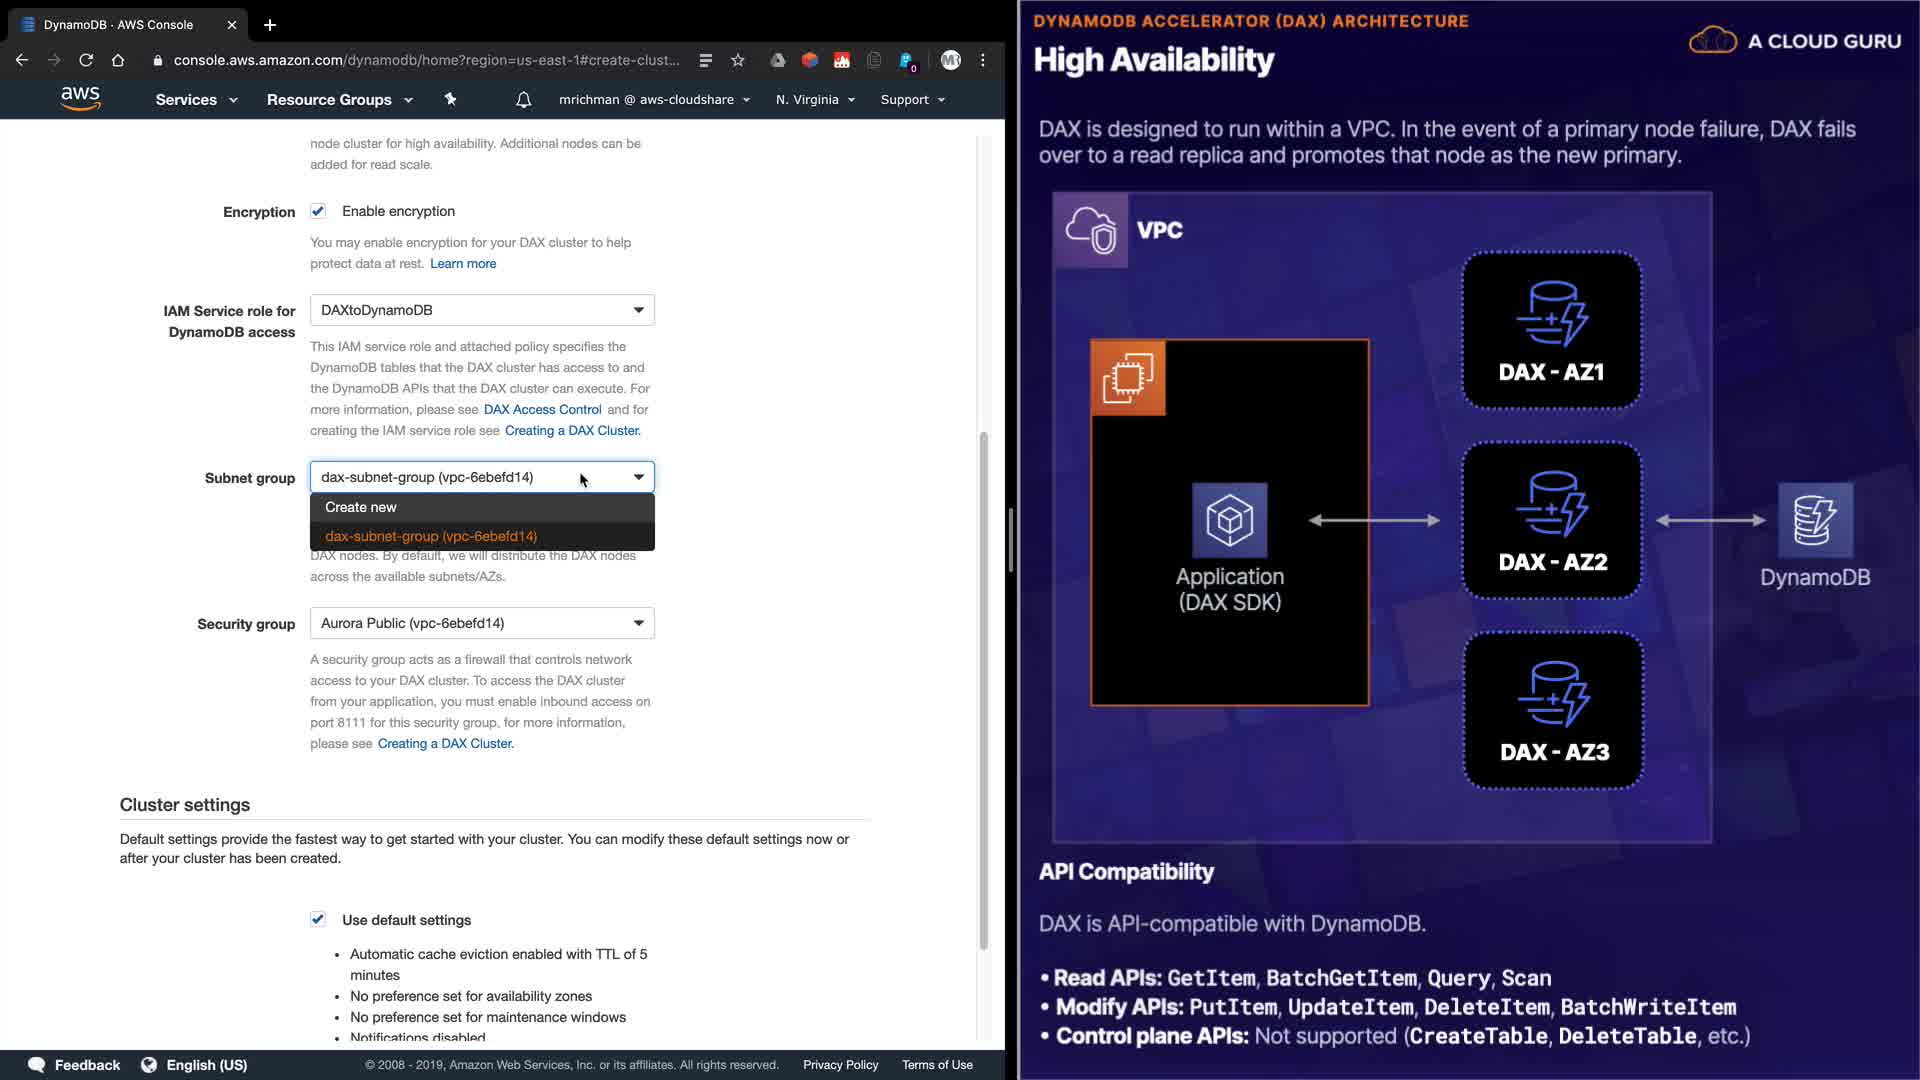 DynamoDB · AWS Console
console.aws.amazon.com/dynamodb/home?region=us-east-1#create-clust...
0
MR
aws
Services
Resource Groups
mrichman @ aws-cloudshare
N. Virginia
Support
node cluster for high availability. Additional nodes can be
added for read scale.
Encryption
Enable encryption
You may enable encryption for your DAX cluster to help
protect data at rest. Learn more
IAM Service role for
DynamoDB access
DAXtoDynamoDB
This IAM service role and attached policy specifies the
DynamoDB tables that the DAX cluster has access to and
the DynamoDB APIs that the DAX cluster can execute. For
more information, please see DAX Access Control and for
creating the IAM service role see Creating a DAX Cluster.
Subnet group
dax-subnet-group (vpc-6ebefd14)
Create new
dax-subnet-group (vpc-6ebefd14)
DAX nodes. By default, we will distribute the DAX nodes
across the available subnets/AZs.
Security group
Aurora Public (vpc-6ebefd14)
A security group acts as a firewall that controls network
access to your DAX cluster. To access the DAX cluster
from your application, you must enable inbound access on
port 8111 for this security group, for more information,
please see Creating a DAX Cluster.
Cluster settings
Default settings provide the fastest way to get started with your cluster. You can modify these default settings now or
after your cluster has been created.
Use default settings
• Automatic cache eviction enabled with TTL of 5
minutes
• No preference set for availability zones
• No preference set for maintenance windows
• Notifications disabled
Feedback
English (US)
© 2008 - 2019, Amazon Web Services, Inc. or its affiliates. All rights reserved.
Privacy Policy
Terms of Use
DYNAMODB ACCELERATOR (DAX) ARCHITECTURE
High Availability
A CLOUD GURU
DAX is designed to run within a VPC. In the event of a primary node failure, DAX fails
over to a read replica and promotes that node as the new primary.
VPC
DAX - AZ1
Application
(DAX SDK)
DAX - AZ2
DynamoDB
DAX - AZ3
API Compatibility
DAX is API-compatible with DynamoDB.
• Read APIs: GetItem, BatchGetItem, Query, Scan
• Modify APIs: PutItem, UpdateItem, DeleteItem, BatchWriteItem
• Control plane APIs: Not supported (CreateTable, DeleteTable, etc.)